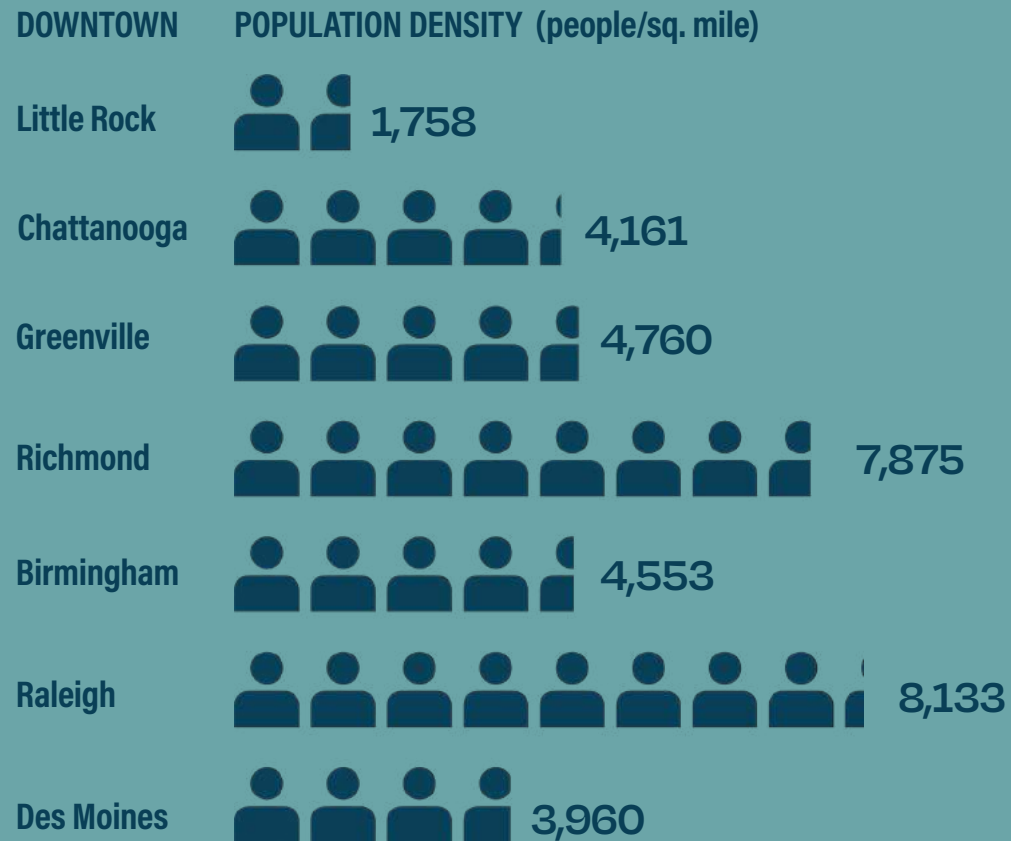 DOWNTOWN POPULATION DENSITY (people/sq. mile)
Little Rock 1,758
Chattanooga 4,161
Greenville 4,760
Richmond 7,875
Birmingham 4,553
Raleigh 8,133
Des Moines 3,960